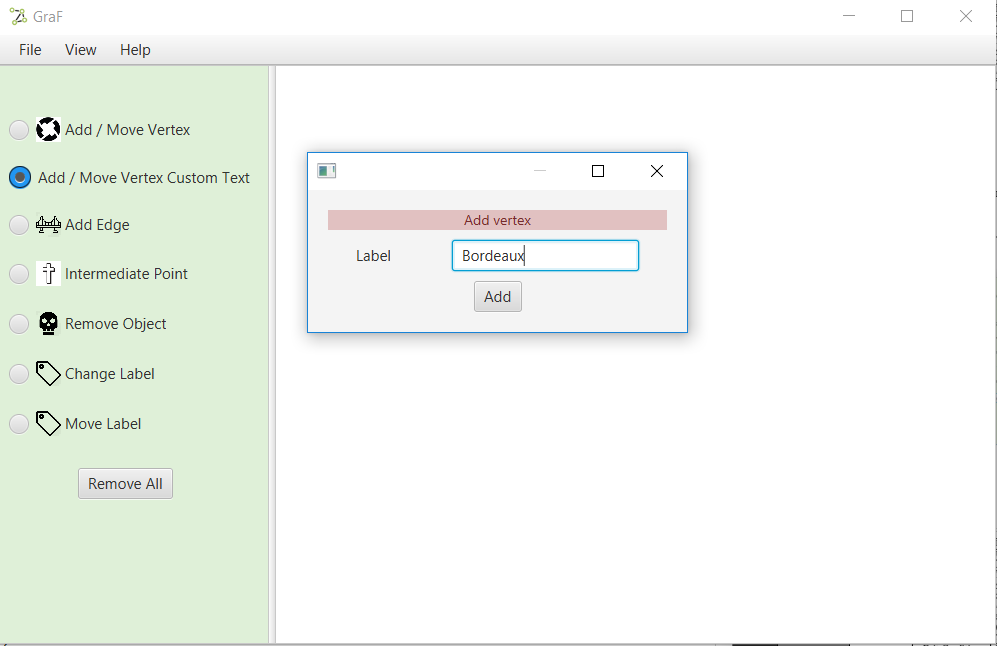 GraF
File View Help
Add / Move Vertex
Add / Move Vertex Custom Text
Add Edge
Intermediate Point
Remove Object
Change Label
Move Label
Remove All
Add vertex
Label Bordeaux
Add